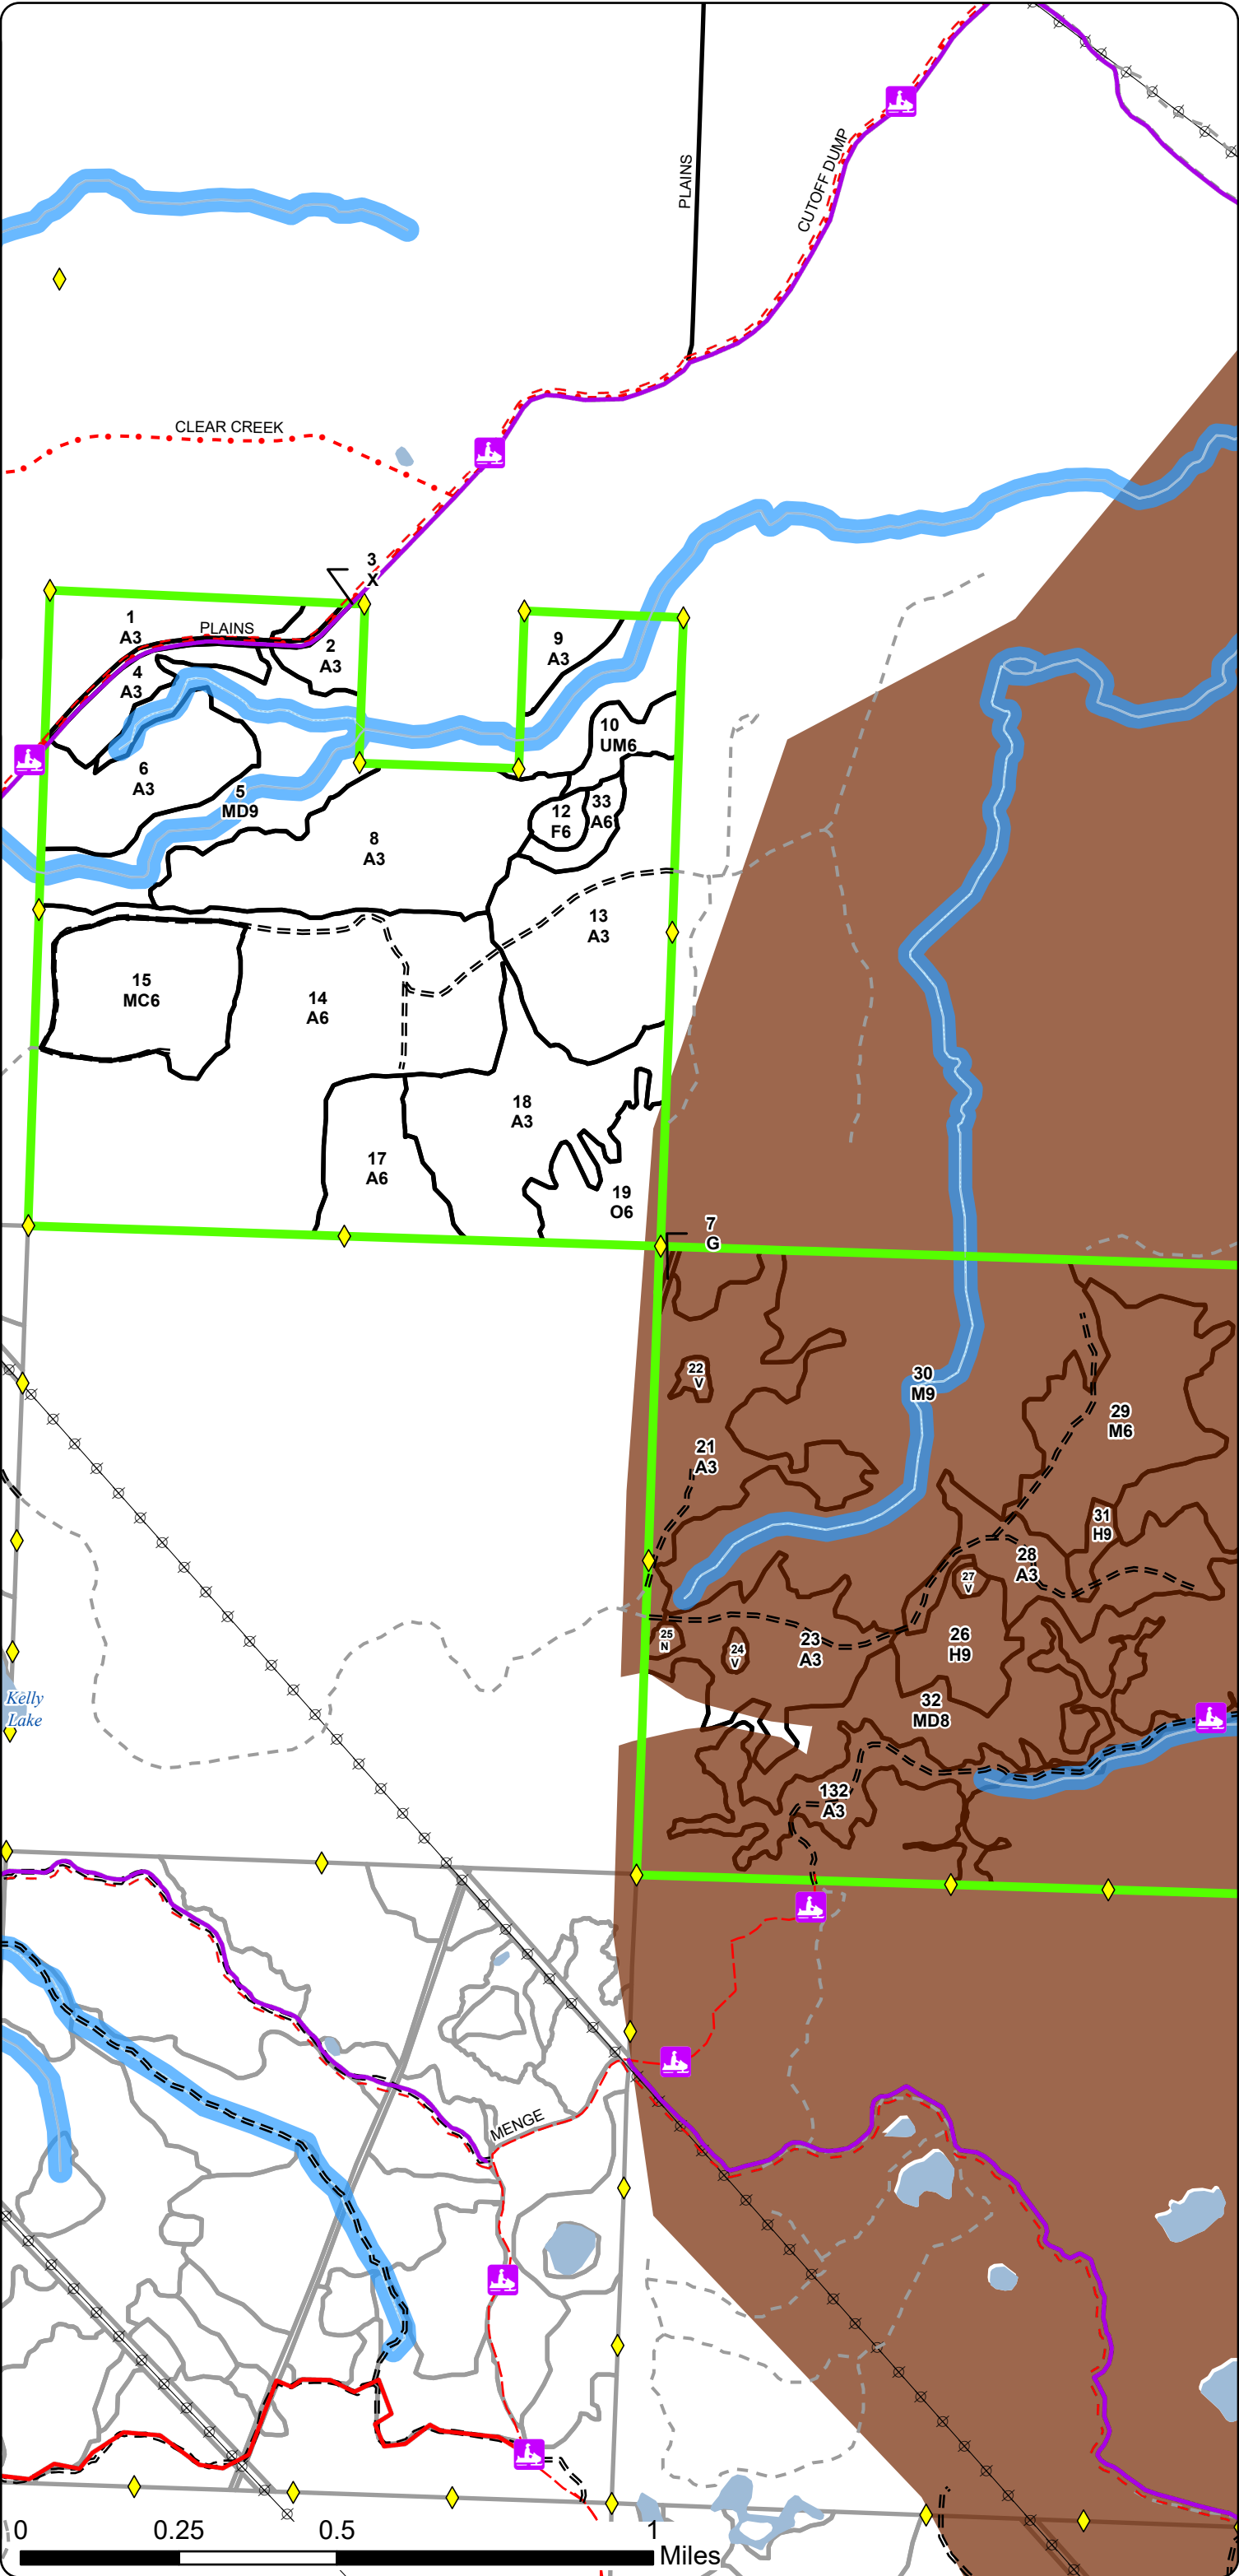 PLAINS
CUTOFF DUMP
CLEAR CREEK
3
X
1
A3
PLAINS
2
A3
9
A3
4
A3
10
UM6
6
A3
5
MD9
33
A6
12
F6
8
A3
13
A3
15
MC6
14
A6
18
A3
17
A6
19
O6
7
G
22
V
30
M9
29
M6
21
A3
31
H9
28
A3
27
V
25
N
24
V
23
A3
26
H9
Kelly
Lake
32
MD8
132
A3
MENGE
0 0.25 0.5 1
Miles